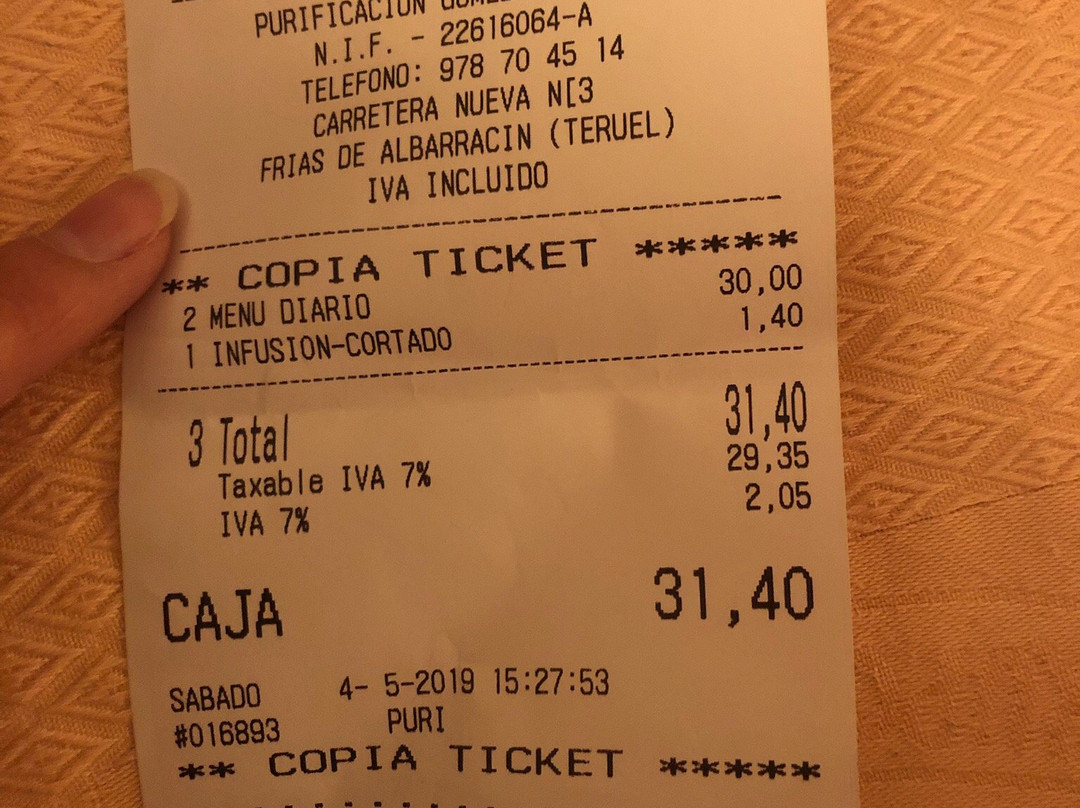 PURIFICACION
N.I.F. - 22616064-A
TELEFONO: 978 70 45 14
CARRETERA NUEVA N[3
FRIAS DE ALBARRACIN (TERUEL)
IVA INCLUIDO
** COPIA TICKET *****
2 MENU DIARIO 30,00
1 INFUSION-CORTADO 1,40
3 Total 31,40
Taxable IVA 7% 29,35
IVA 7% 2,05
CAJA 31,40
SABADO 4- 5-2019 15:27:53
#016893 PURI
** COPIA TICKET *****